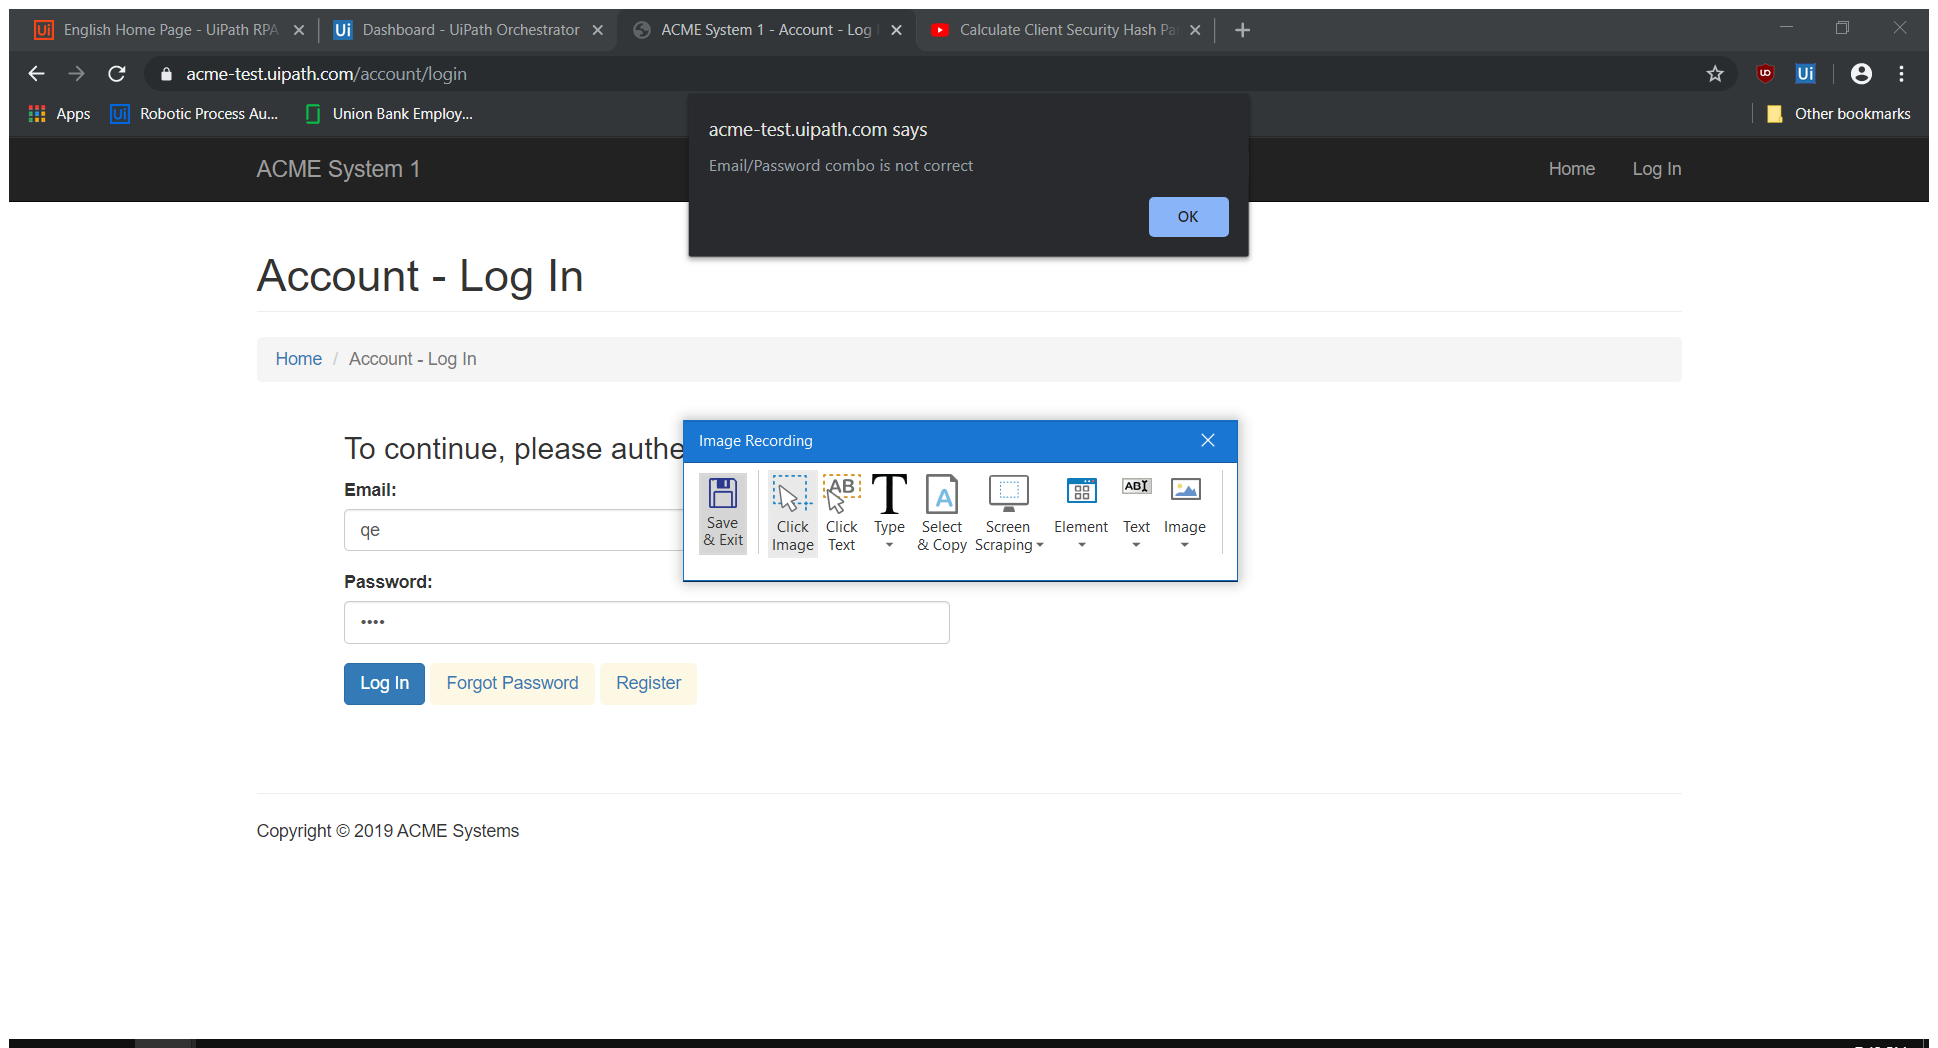 English Home Page - UiPath RPA
Dashboard - UiPath Orchestrator
ACME System 1 - Account - Log
Calculate Client Security Hash Pa
acme-test.uipath.com/account/login
Apps
Robotic Process Au...
Union Bank Employ...
Other bookmarks
acme-test.uipath.com says
Email/Password combo is not correct
OK
ACME System 1
Home
Log In
Account - Log In
Home / Account - Log In
To continue, please authe
Email:
qe
Password:
••••
Log In
Forgot Password
Register
Image Recording
Save
& Exit
Click
Image
Click
Text
Type
Select
& Copy
Screen
Scraping
Element
Text
Image
Copyright © 2019 ACME Systems